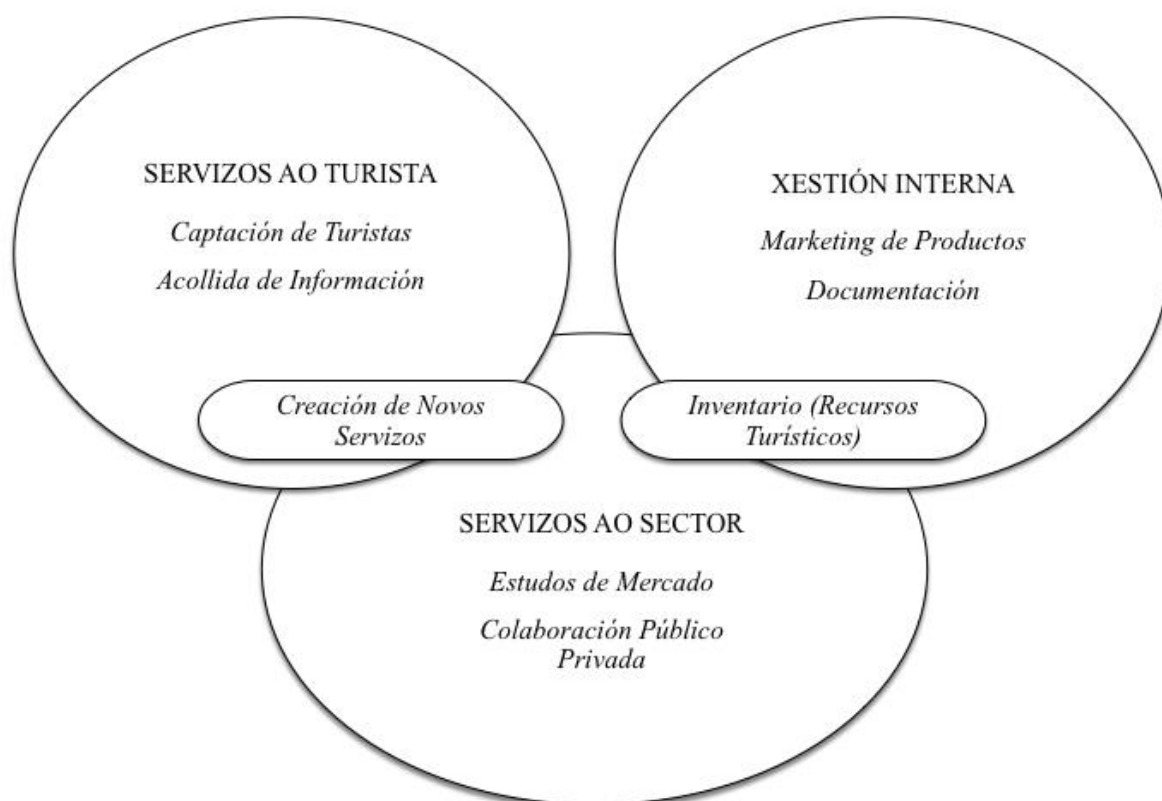 SERVIZOS AO TURISTA
Captación de Turistas
Acollida de Información
XESTIÓN INTERNA
Marketing de Productos
Documentación
Creación de Novos
Servizos
Inventario (Recursos
Turísticos)
SERVIZOS AO SECTOR
Estudos de Mercado
Colaboración Público
Privada